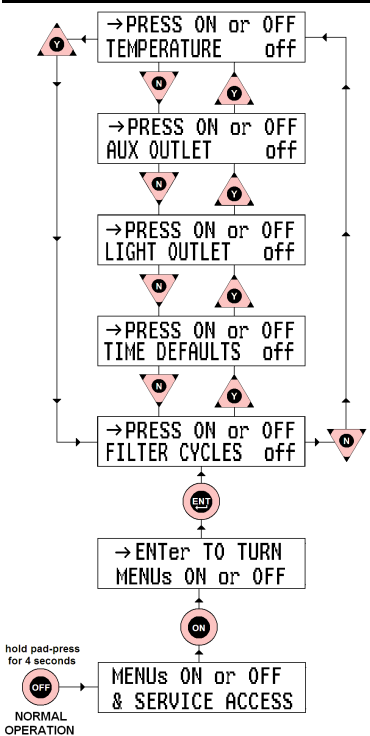 →PRESS ON or OFF
Y
TEMPERATURE off
N
Y
→PRESS ON or OFF
AUX OUTLET off
N
Y
→PRESS ON or OFF
LIGHT OUTLET off
N
Y
→PRESS ON or OFF
TIME DEFAULTS off
N
Y
→PRESS ON or OFF
N
FILTER CYCLES off
ENT
→ENTer TO TURN
MENUs ON or OFF
ON
hold pad-press
for 4 seconds
OFF
MENUs ON or OFF
& SERVICE ACCESS
NORMAL
OPERATION